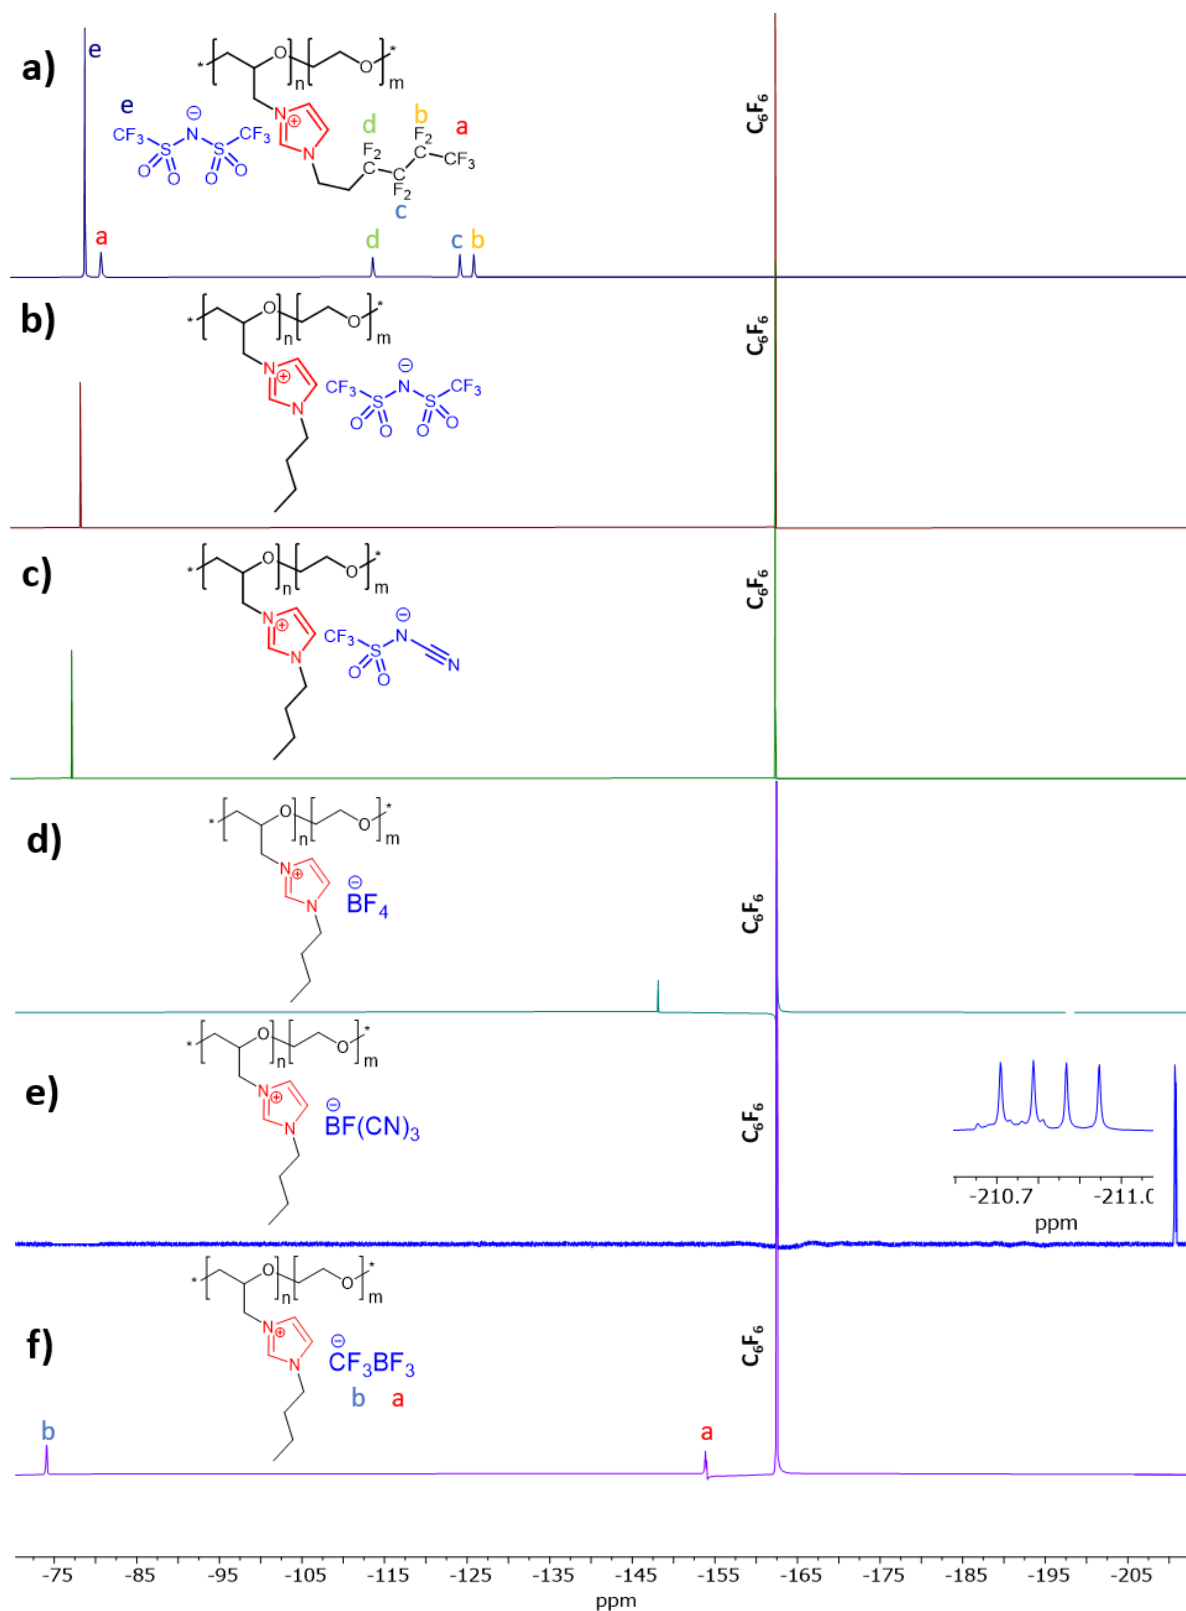 a)
e
* n O m O *
e
CF3 S N ⊖ S CF3
O O O O
N ⊕ N
d b a
F2 F2
C C CF3
C
F2
c
a d c b
C6F6
b)
* n O m O *
N ⊕ N
CF3 S N ⊖ S CF3
O O O O
C6F6
c)
* n O m O *
N ⊕ N
CF3 S N ⊖ N
O O
C6F6
d)
* n O m O *
N ⊕ N
⊖
BF4
C6F6
e)
* n O m O *
N ⊕ N
⊖
BF(CN)3
C6F6
-210.7 -211.0
ppm
f)
* n O m O *
N ⊕ N
⊖
CF3BF3
b a
C6F6
b a
-75 -85 -95 -105 -115 -125 -135 -145 -155 -165 -175 -185 -195 -205
ppm